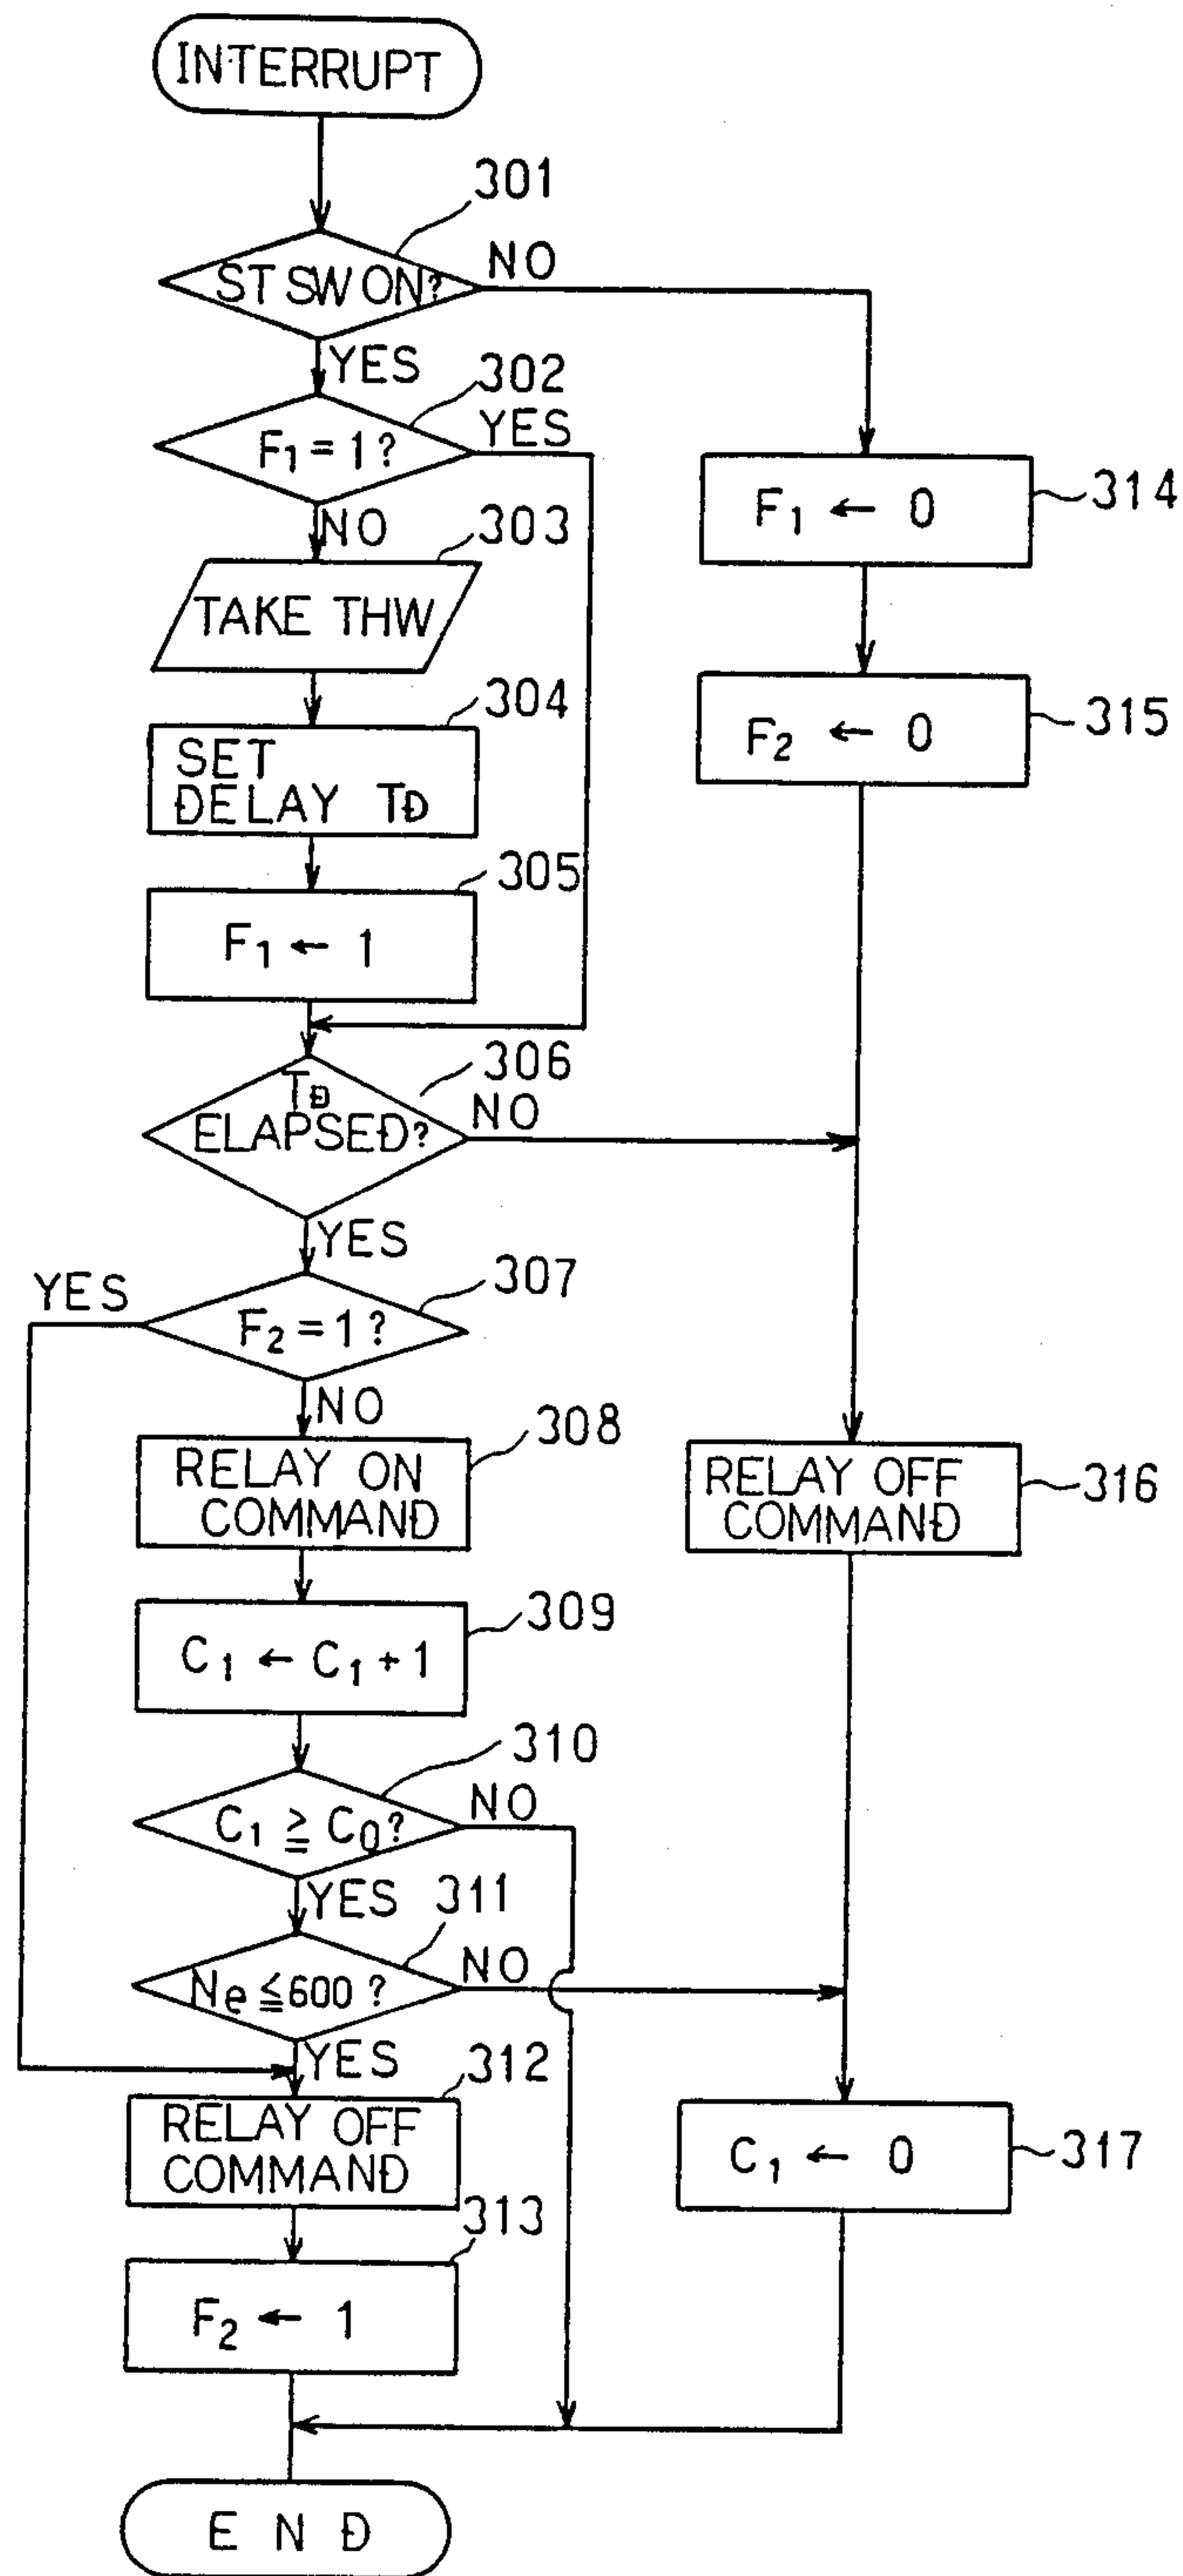 INTERRUPT
301
ST SW ON?
NO
YES
302
F1 = 1?
YES
NO
303
314
F1 ← 0
TAKE THW
304
315
F2 ← 0
SET
DELAY TD
305
F1 ← 1
306
TD
ELAPSED?
NO
YES
307
YES
F2 = 1?
NO
308
RELAY ON
COMMAND
RELAY OFF
COMMAND
316
309
C1 ← C1 + 1
310
C1 ≧ C0?
NO
YES
311
Ne ≦ 600 ?
NO
YES
312
RELAY OFF
COMMAND
C1 ← 0
317
313
F2 ← 1
END